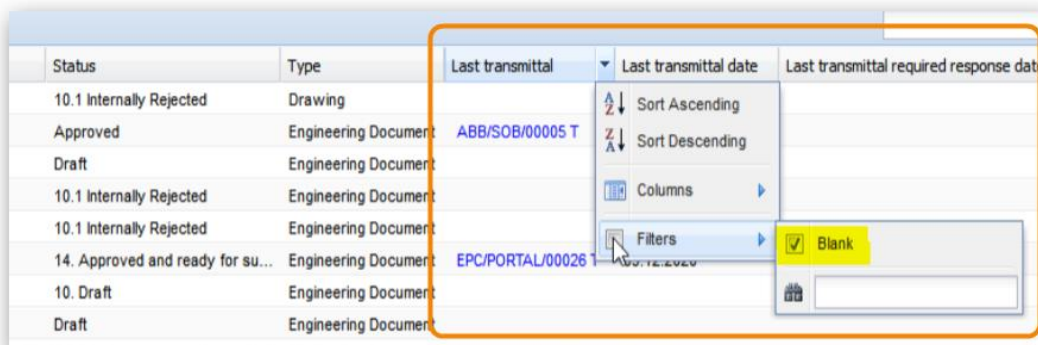 Status Type Last transmittal Last transmittal date Last transmittal required response dat
10.1 Internally Rejected Drawing
Sort Ascending
Approved Engineering Document ABB/SOB/00005 T
Sort Descending
Draft Engineering Document
10.1 Internally Rejected Engineering Document
Columns
10.1 Internally Rejected Engineering Document
Filters Blank
14. Approved and ready for su... Engineering Document EPC/PORTAL/00026 T
10. Draft Engineering Document
Draft Engineering Document